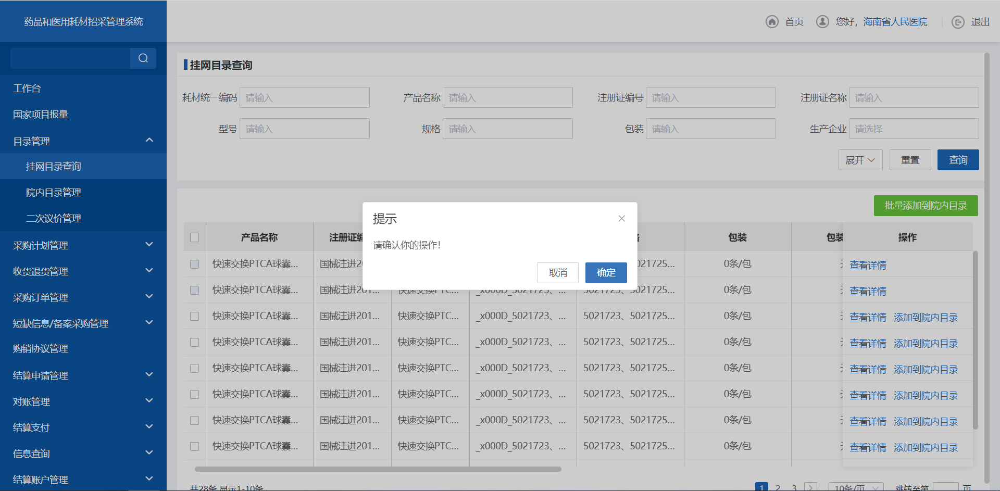 药品和医用耗材招采管理系统
首页
您好，海南省人民医院
退出
工作台
国家项目报量
目录管理
挂网目录查询
院内目录管理
二次议价管理
采购计划管理
收货退货管理
采购订单管理
短缺信息/备案采购管理
购销协议管理
结算申请管理
对账管理
结算支付
信息查询
结算账户管理
挂网目录查询
耗材统一编码 请输入 产品名称 请输入 注册证编号 请输入 注册证名称 请输入
型号 请输入 规格 请输入 包装 请输入 生产企业 请选择
展开 重置 查询
批量添加到院内目录
提示
请确认你的操作!
取消 确定
产品名称 注册证编 包装 包装 操作
快速交换PTCA球囊... 国械注进2 021725... 0条/包 查看详情
快速交换PTCA球囊... 国械注进201... 快速交换PTC... _x000D_5021723、... 5021723、5021725... 0条/包 查看详情
快速交换PTCA球囊... 国械注进201... 快速交换PTC... _x000D_5021723、... 5021723、5021725... 0条/包 查看详情 添加到院内目录
快速交换PTCA球囊... 国械注进201... 快速交换PTC... _x000D_5021723、... 5021723、5021725... 0条/包 查看详情 添加到院内目录
快速交换PTCA球囊... 国械注进201... 快速交换PTC... _x000D_5021723、... 5021723、5021725... 0条/包 查看详情 添加到院内目录
快速交换PTCA球囊... 国械注进201... 快速交换PTC... _x000D_5021723、... 5021723、5021725... 0条/包 查看详情 添加到院内目录
快速交换PTCA球囊... 国械注进201... 快速交换PTC... _x000D_5021723、... 5021723、5021725... 0条/包 查看详情 添加到院内目录
快速交换PTCA球囊... 国械注进201... 快速交换PTC... _x000D_5021723、... 5021723、5021725... 0条/包 查看详情 添加到院内目录
共28条 显示1-10条 1 2 3 10条/页 跳转至第 页